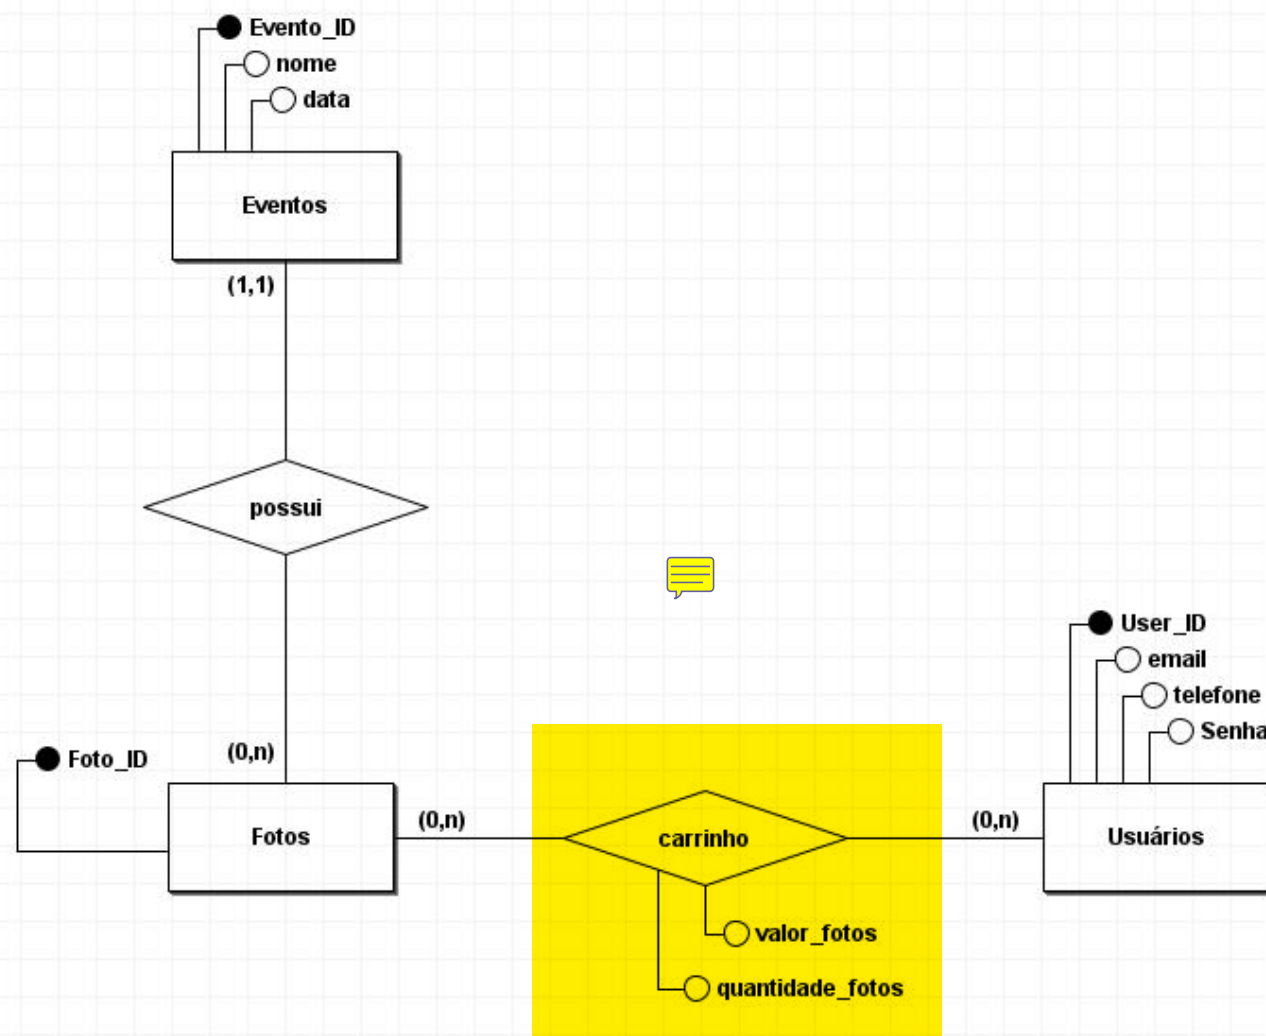 Evento_ID
nome
data
Eventos
(1,1)
possui
(0,n)
Foto_ID
Fotos
(0,n)
carrinho
valor_fotos
quantidade_fotos
(0,n)
User_ID
email
telefone
Senha
Usuários